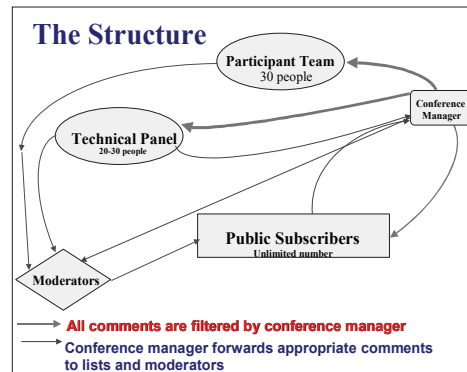 The Structure
Participant Team
30 people
Conference
Manager
Technical Panel
20-30 people
Public Subscribers
Unlimited number
Moderators
All comments are filtered by conference manager
Conference manager forwards appropriate comments
to lists and moderators